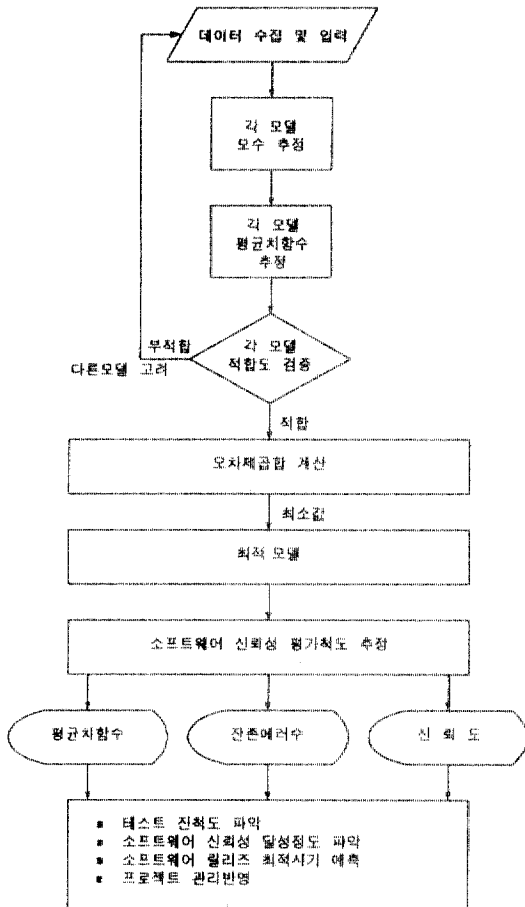 데이터 수집 및 입력
각 모델
모수 추정
각 모델
평균치함수
추정
각 모델
적합도 검증
부적합
다른모델 고려
적합
오차제곱합 계산
최소값
최적 모델
소프트웨어 신뢰성 평가척도 추정
평균치함수
잔존에러수
신 뢰 도
■ 테스트 진척도 파악
■ 소프트웨어 신뢰성 달성정도 파악
■ 소프트웨어 릴리즈 최적시기 예측
■ 프로젝트 관리반영